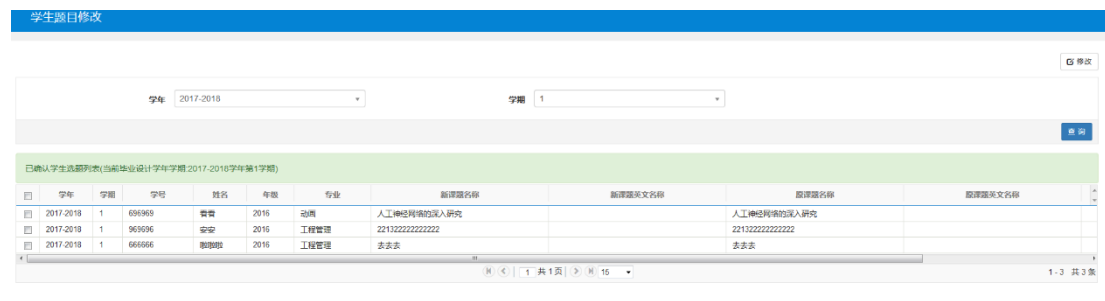 学生题目修改
修改
学年 2017-2018 学期 1
查询
已确认学生选题列表(当前毕业设计学年学期:2017-2018学年第1学期)
学年 学期 学号 姓名 年级 专业 新课题名称 新课题英文名称 原课题名称 原课题英文名称
2017-2018 1 696969 看看 2016 动画 人工神经网络的深入研究 人工神经网络的深入研究
2017-2018 1 969696 安安 2016 工程管理 221322222222222 221322222222222
2017-2018 1 666666 啦啦啦 2016 工程管理 去去去 去去去
1 共1页 15 1-3 共3条